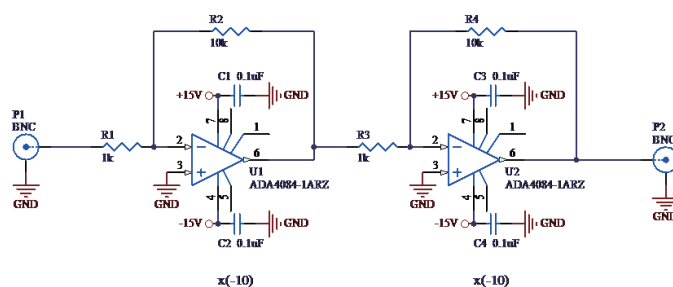 R2
10k
R4
10k
C1 0.1uF
C3 0.1uF
+15V
GND
+15V
GND
7
8
7
8
P1
BNC
1
1
P2
BNC
R1
2
6
R3
2
6
1k
3
U1
1k
3
U2
ADA4084-1ARZ
ADA4084-1ARZ
GND
GND
4
5
GND
4
5
GND
-15V
GND
-15V
GND
C2 0.1uF
C4 0.1uF
x(-10)
x(-10)